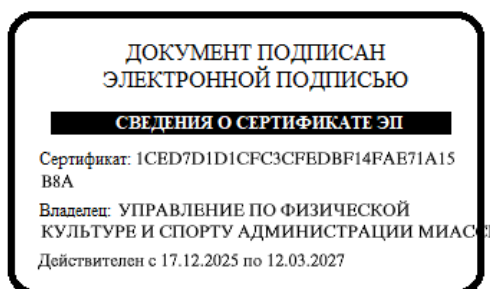 ДОКУМЕНТ ПОДПИСАН
ЭЛЕКТРОННОЙ ПОДПИСЬЮ
СВЕДЕНИЯ О СЕРТИФИКАТЕ ЭП
Сертификат: 1CED7D1D1CFC3CFEDBF14FAE71A15
B8A
Владелец: УПРАВЛЕНИЕ ПО ФИЗИЧЕСКОЙ
КУЛЬТУРЕ И СПОРТУ АДМИНИСТРАЦИИ
Действителен с 17.12.2025 по 12.03.2027